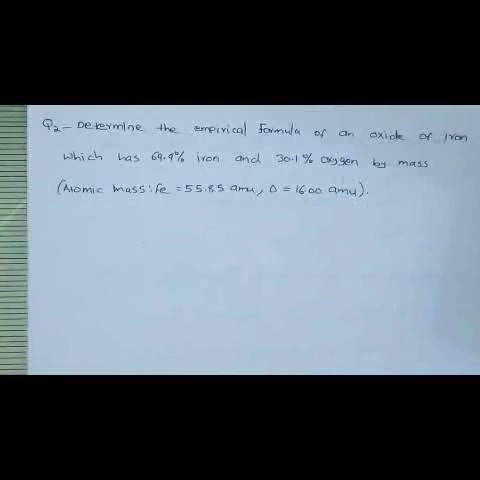 Q2 - Determine the empirical formula of an oxide of iron
which has 69.9% iron and 30.1% oxygen by mass
(Atomic mass: Fe = 55.85 amu, O = 16.00 amu).